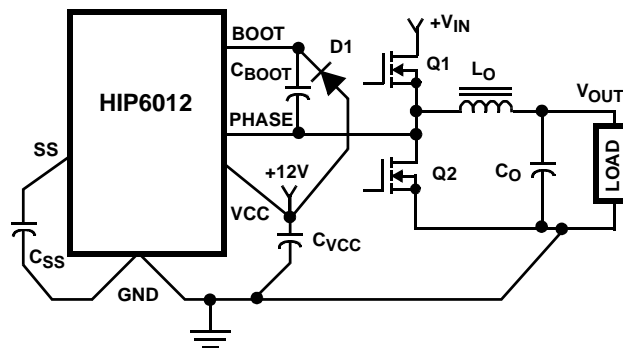 +VIN
BOOT
D1
CBOOT
Q1
LO
VOUT
HIP6012
PHASE
SS
+12V
Q2
CO
LOAD
VCC
CVCC
CSS
GND